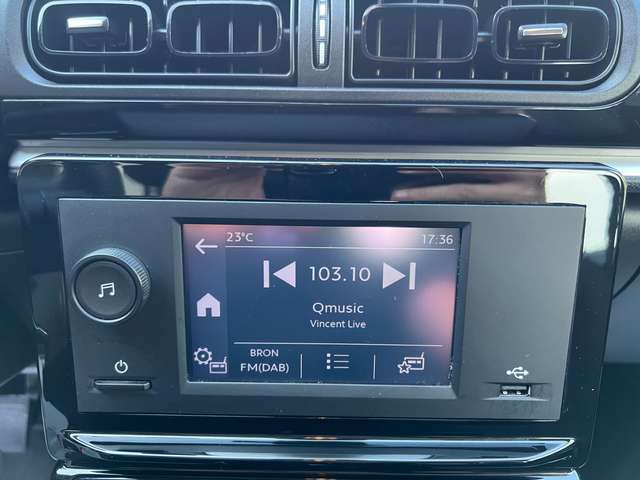 23°C 17:36
103.10
Qmusic
Vincent Live
BRON
FM(DAB)